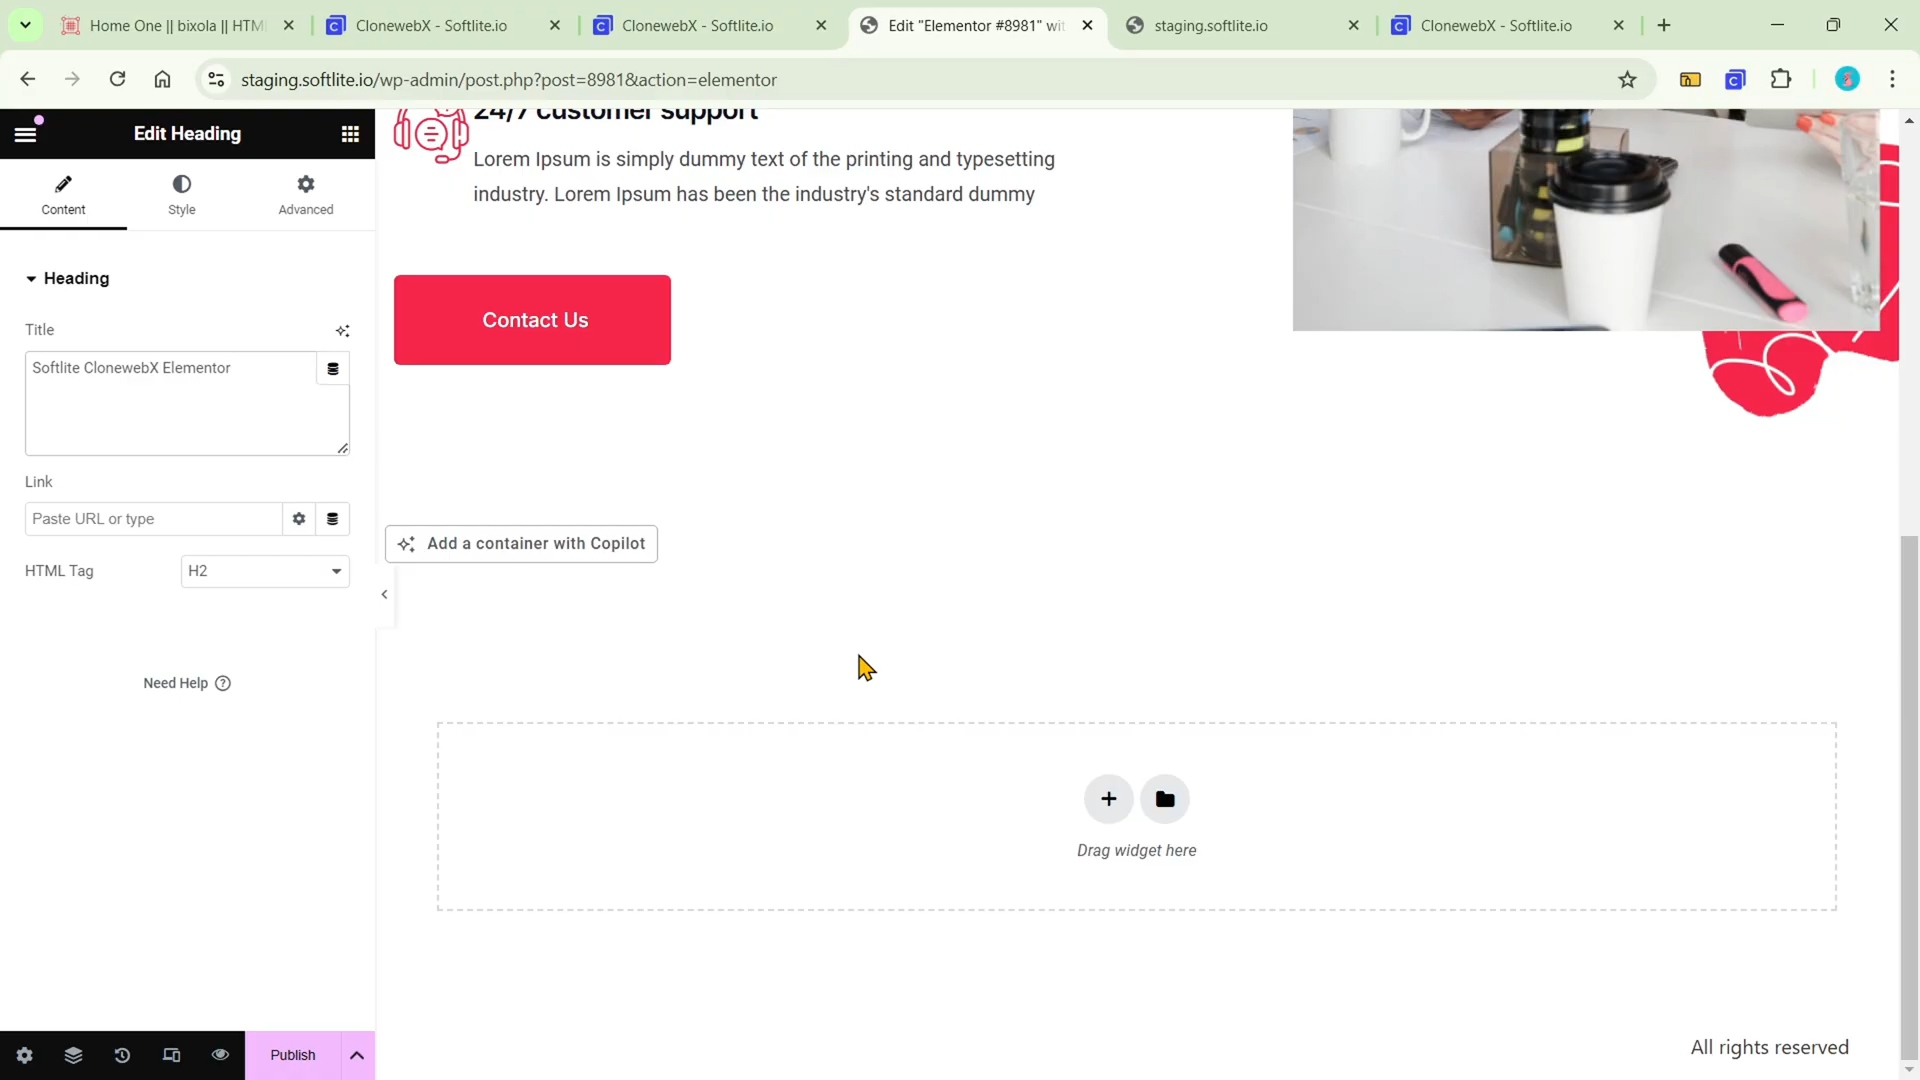 Home One || bixola || HTM
ClonewebX - Softlite.io
ClonewebX - Softlite.io
Edit "Elementor #8981" wit
staging.softlite.io
ClonewebX - Softlite.io
staging.softlite.io/wp-admin/post.php?post=8981&action=elementor
Edit Heading
Content
Style
Advanced
Heading
Title
Softlite ClonewebX Elementor
Link
Paste URL or type
HTML Tag
H2
Need Help
Publish
24/7 customer support
Lorem Ipsum is simply dummy text of the printing and typesetting
industry. Lorem Ipsum has been the industry's standard dummy
Contact Us
Add a container with Copilot
Drag widget here
All rights reserved